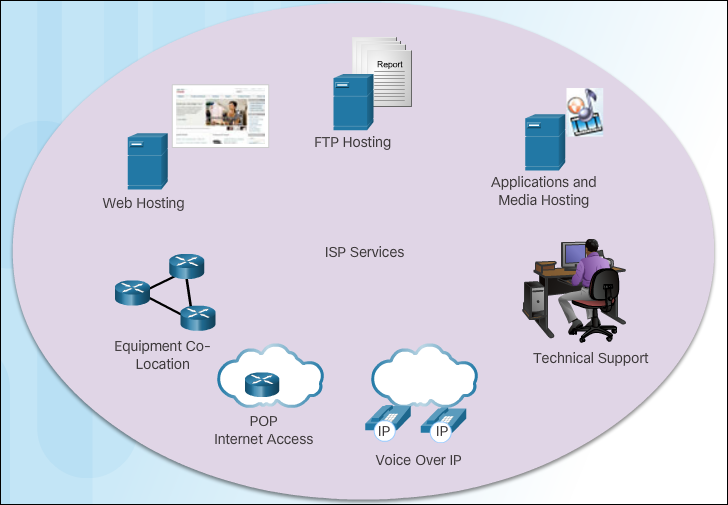 Report
FTP Hosting
Web Hosting
Applications and
Media Hosting
ISP Services
Equipment Co-
Location
Technical Support
POP
Internet Access
IP
IP
Voice Over IP